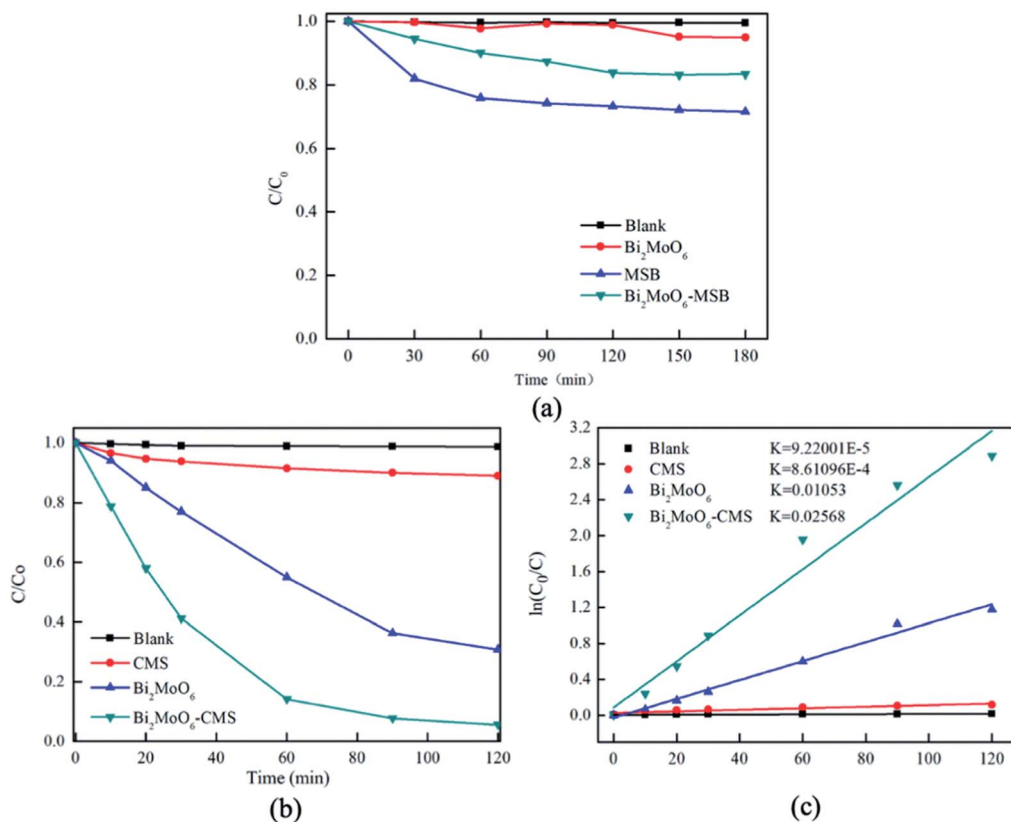 1.0
0.8
0.6
0.4
0.2
0.0
C/C₀
Blank
Bi₂MoO₆
MSB
Bi₂MoO₆-MSB
0 30 60 90 120 150 180
Time (min)
(a)
1.0
0.8
0.6
0.4
0.2
0.0
C/Co
Blank
CMS
Bi₂MoO₆
Bi₂MoO₆-CMS
0 20 40 60 80 100 120
Time (min)
(b)
3.2
2.8
2.4
2.0
1.6
1.2
0.8
0.4
0.0
ln(C₀/C)
Blank K=9.22001E-5
CMS K=8.61096E-4
Bi₂MoO₆ K=0.01053
Bi₂MoO₆-CMS K=0.02568
0 20 40 60 80 100 120
Time (min)
(c)